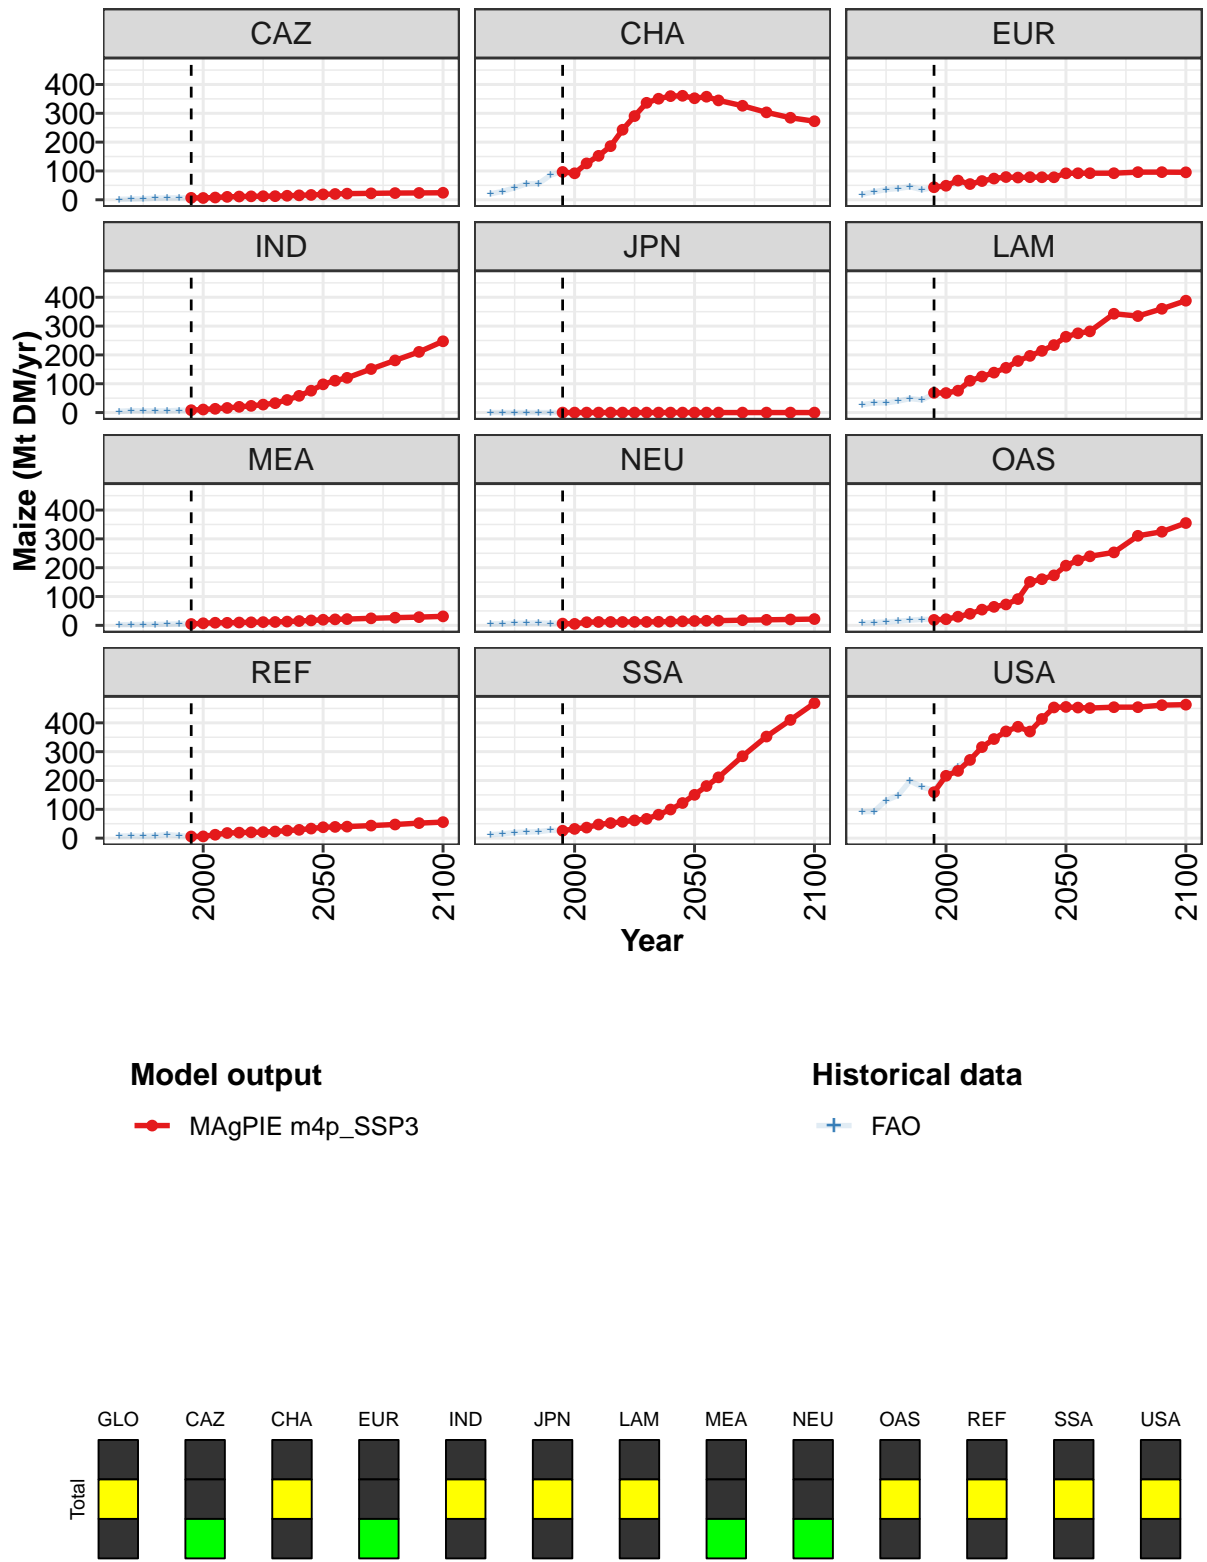 CAZ CHA EUR
400
300
200
100
0
IND JPN LAM
400
300
200
100
0
MEA NEU OAS
400
300
200
100
0
REF SSA USA
400
300
200
100
0
Maize (Mt DM/yr)
2000 2050 2100 2000 2050 2100 2000 2050 2100
Year
Model output Historical data
MAgPIE m4p_SSP3 FAO
GLO CAZ CHA EUR IND JPN LAM MEA NEU OAS REF SSA USA
Total